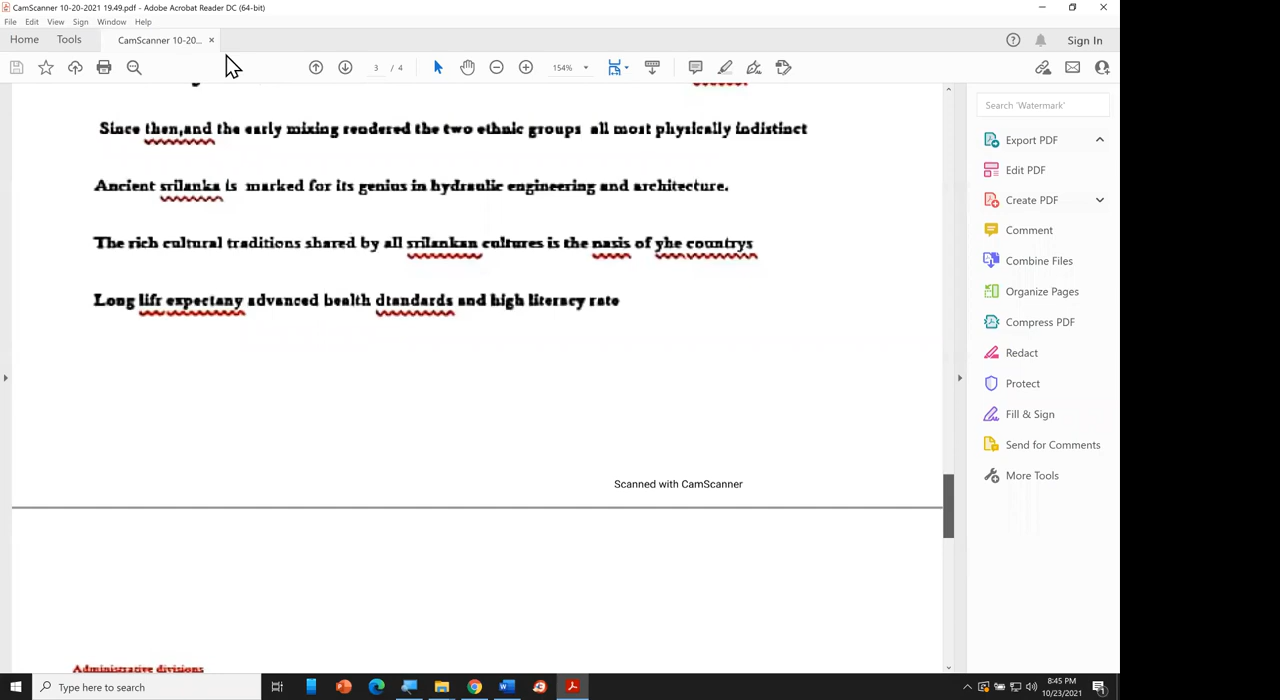 CamScanner 10-20-2021 19.49.pdf - Adobe Acrobat Reader DC (64-bit)
File Edit View Sign Window Help
Home Tools CamScanner 10-20... × Sign In
3 / 4 154%
Since then,and the early mixing rendered the two ethnic groups all most physically indistinct
Ancient srilanka is marked for its genius in hydraulic engineering and architecture.
The rich cultural traditions shared by all srilankan cultures is the nasis of yhe countrys
Long lifr expectany advanced health dtandards and high literacy rate
Scanned with CamScanner
Administrative divisions
Search 'Watermark'
Export PDF
Edit PDF
Create PDF
Comment
Combine Files
Organize Pages
Compress PDF
Redact
Protect
Fill & Sign
Send for Comments
More Tools
Type here to search
8:45 PM
10/23/2021
1